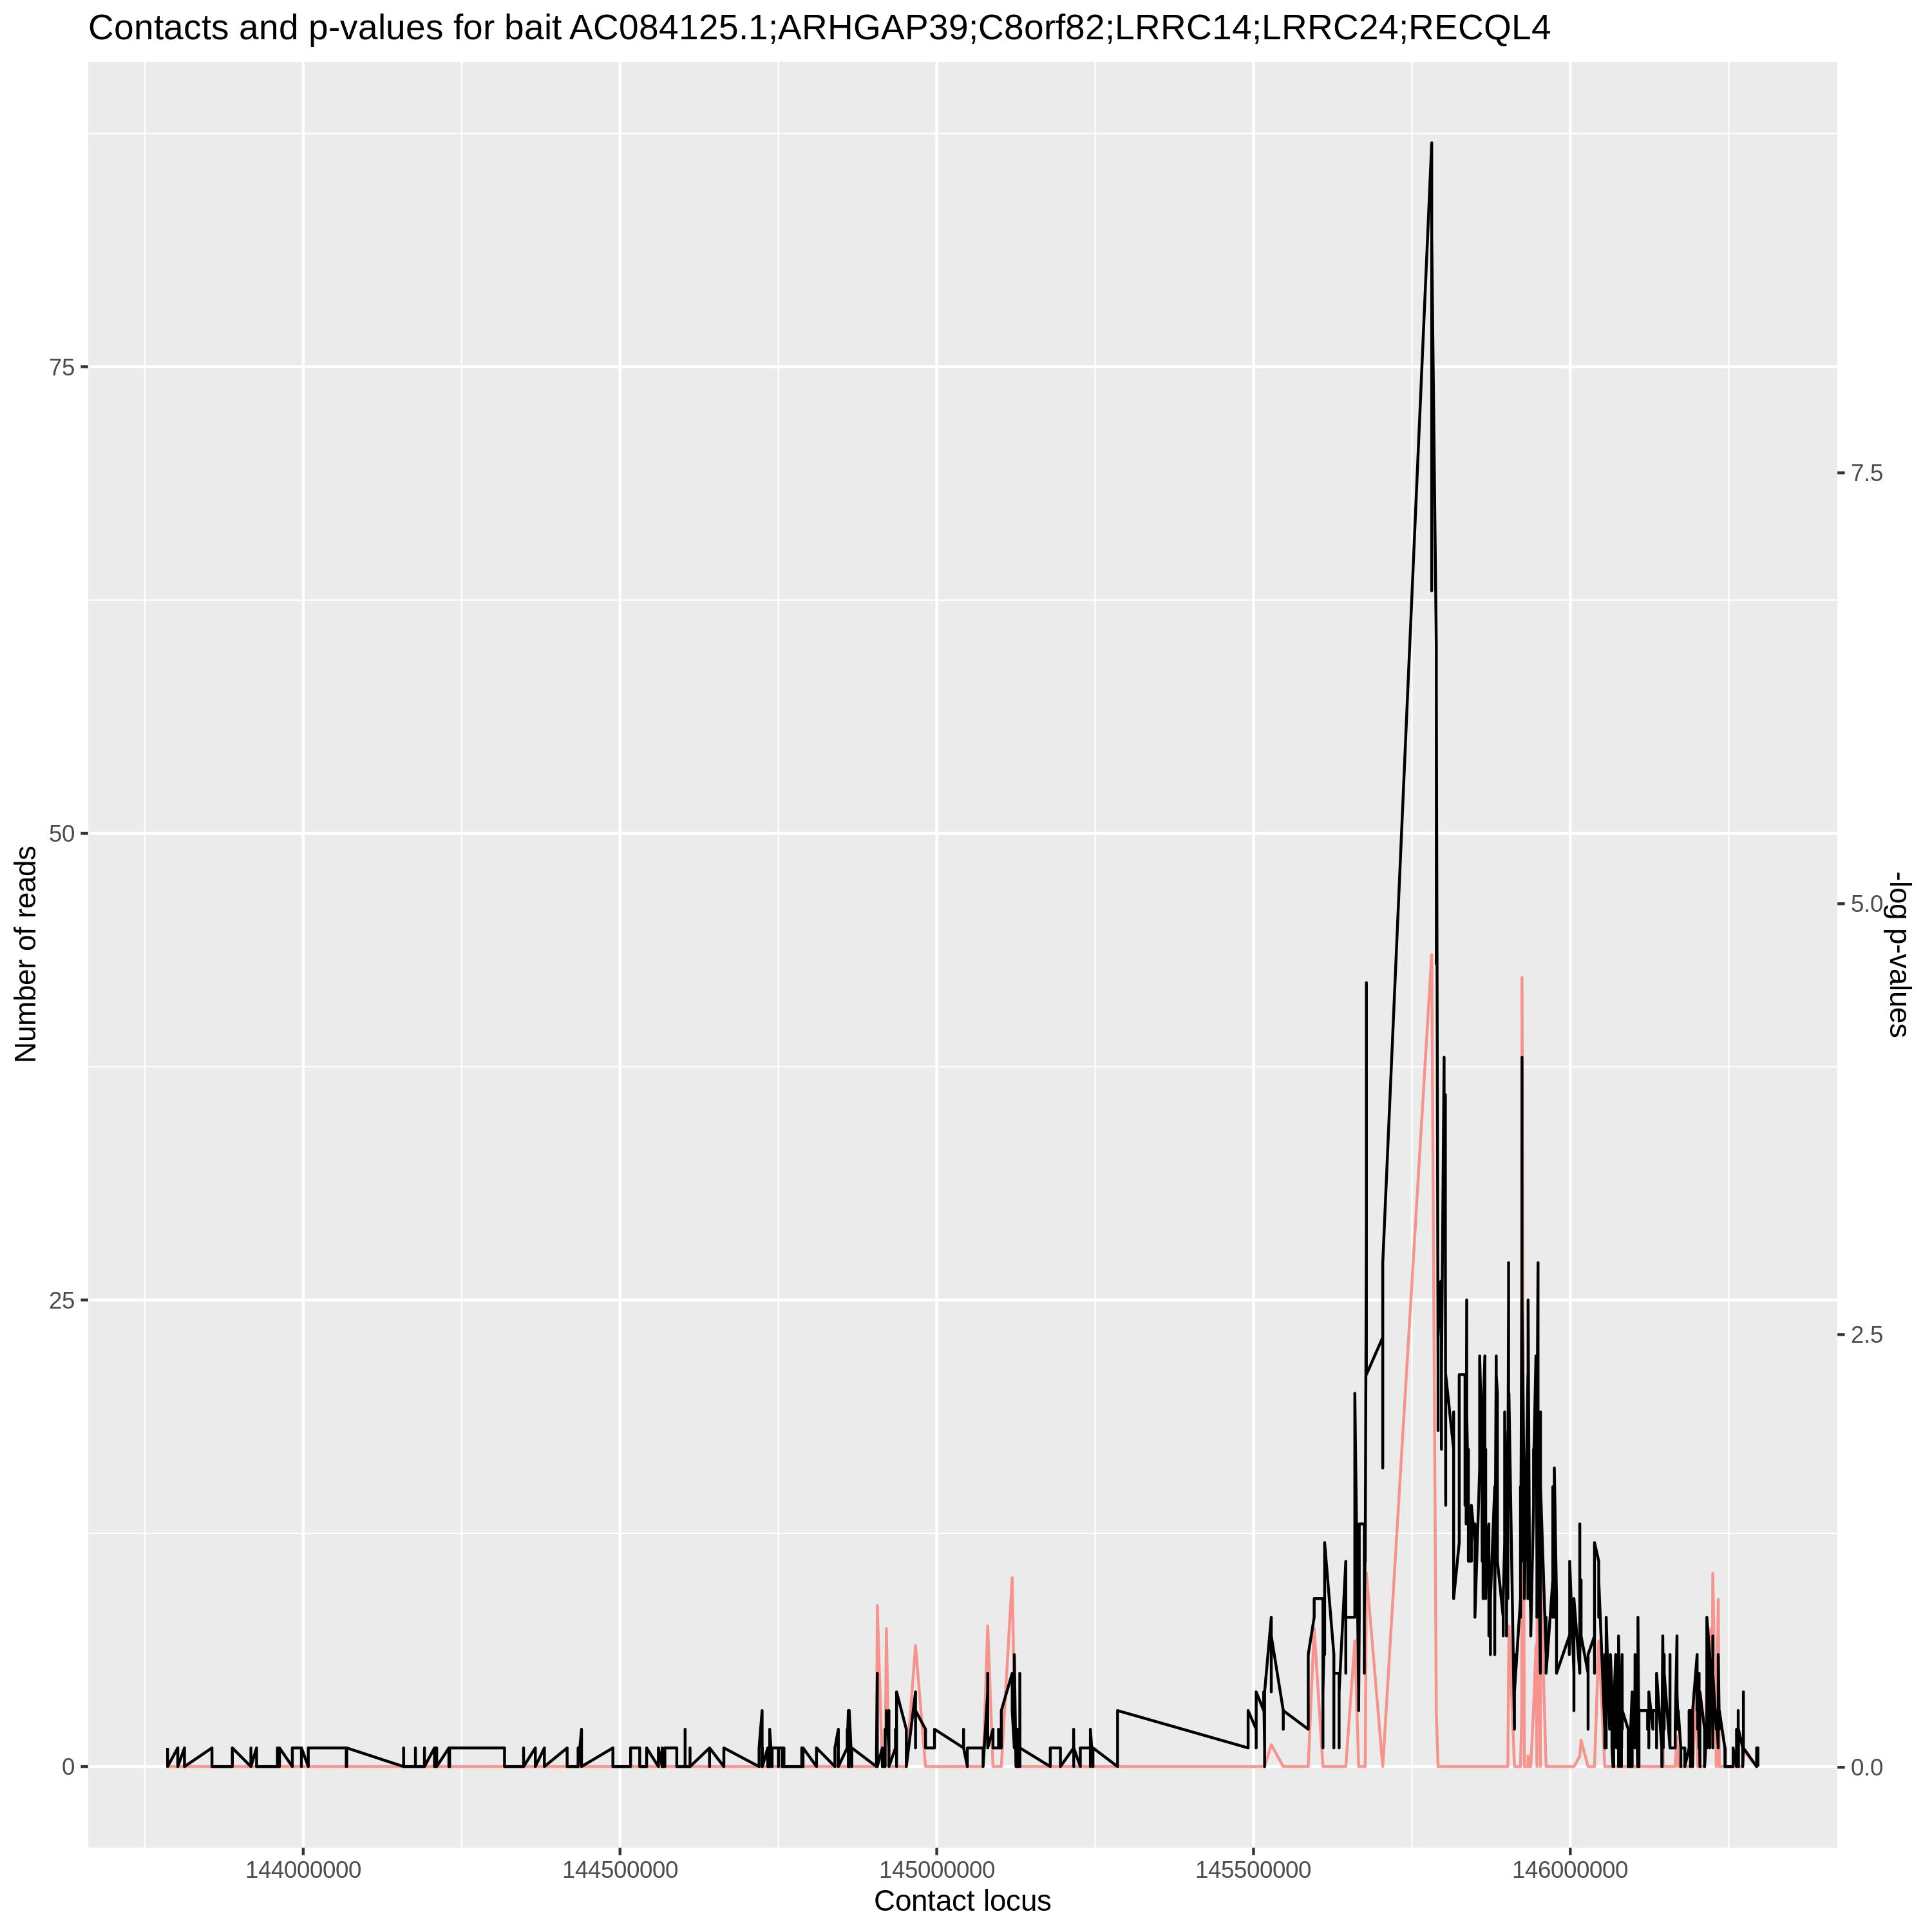 Contacts and p-values for bait AC084125.1;ARHGAP39;C8orf82;LRRC14;LRRC24;RECQL4
Number of reads
75
50
25
0
7.5
5.0
2.5
0.0
-log p-values
144000000 144500000 145000000 145500000 146000000
Contact locus